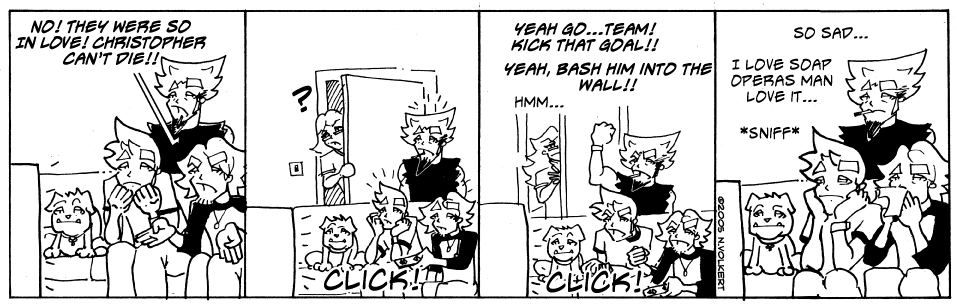 NO! THEY WERE SO
IN LOVE! CHRISTOPHER
CAN'T DIE!!
?
CLICK!
YEAH GO...TEAM!
KICK THAT GOAL!!
YEAH, BASH HIM INTO THE
WALL!!
HMM...
CLICK!
SO SAD...
I LOVE SOAP
OPERAS MAN
LOVE IT...
*SNIFF*
©2005 N.VOLKERT